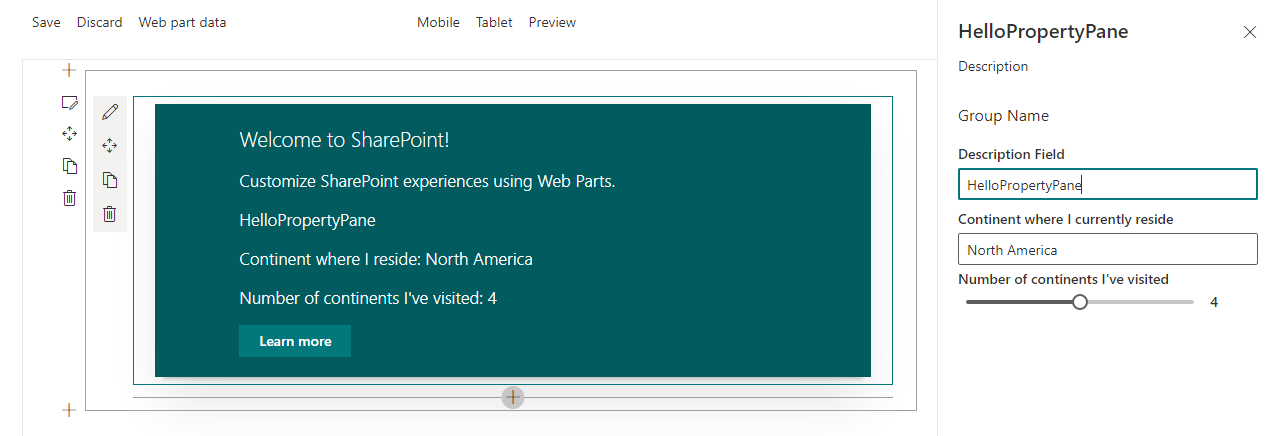 Save Discard Web part data Mobile Tablet Preview
Welcome to SharePoint!
Customize SharePoint experiences using Web Parts.
HelloPropertyPane
Continent where I reside: North America
Number of continents I've visited: 4
Learn more
HelloPropertyPane
Description
Group Name
Description Field
HelloPropertyPane
Continent where I currently reside
North America
Number of continents I've visited
4